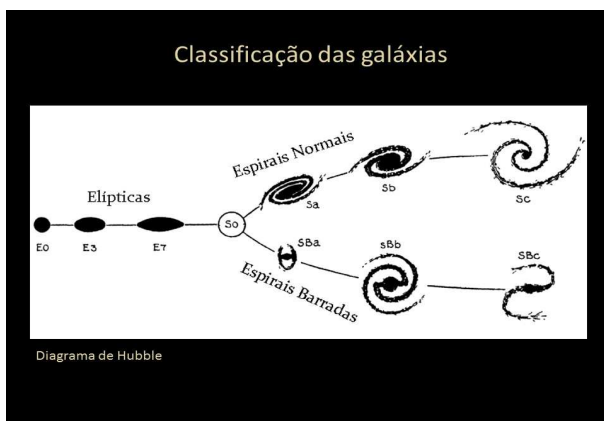 Classificação das galáxias
Espirais Normais
Elípticas
Sa
Sb
Sc
E0
E3
E7
S0
SBa
sBb
SBc
Espirais Barradas
Diagrama de Hubble